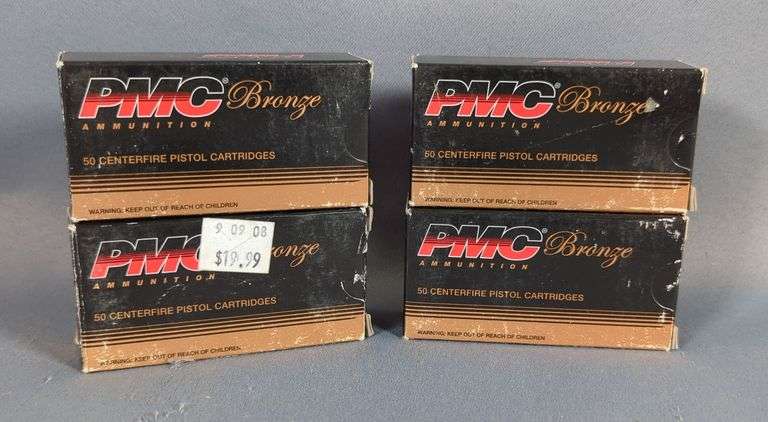 PMC® Bronze
AMMUNITION
50 CENTERFIRE PISTOL CARTRIDGES
WARNING: KEEP OUT OF REACH OF CHILDREN
PMC® Bronze
AMMUNITION
50 CENTERFIRE PISTOL CARTRIDGES
WARNING: KEEP OUT OF REACH OF CHILDREN
9 09 08
$19.99
PMC Bronze
AMMUNITION
50 CENTERFIRE PISTOL CARTRIDGES
WARNING: KEEP OUT OF REACH OF CHILDREN
PMC® Bronze
AMMUNITION
50 CENTERFIRE PISTOL CARTRIDGES
WARNING: KEEP OUT OF REACH OF CHILDREN